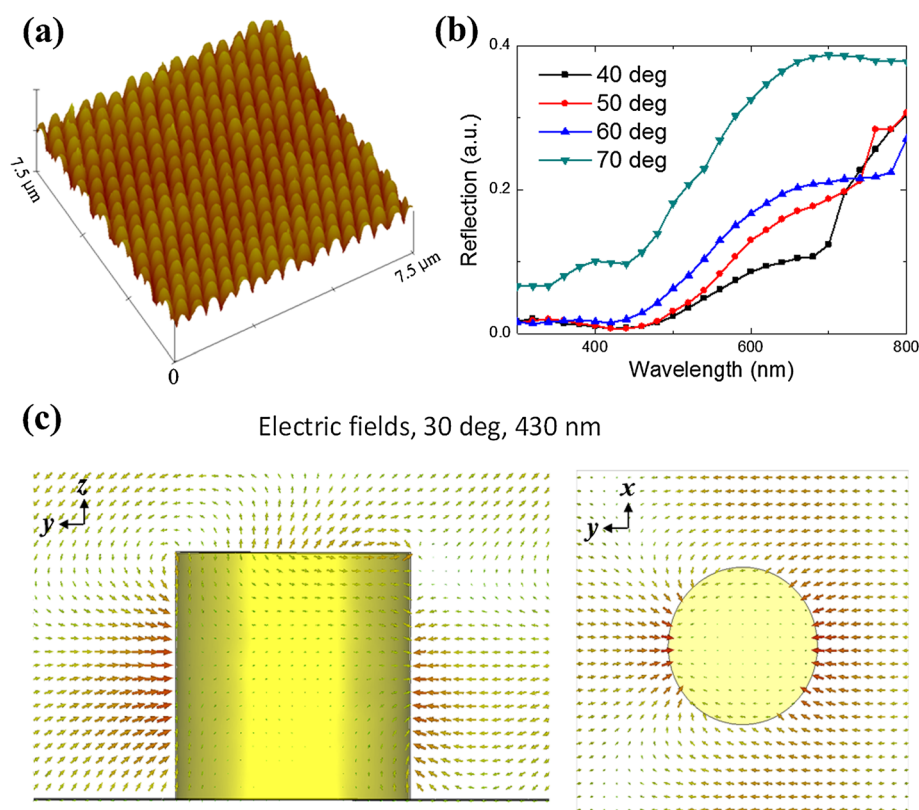 (a)
7.5 μm
7.5 μm
0
(b)
0.4
0.2
0.0
Reflection (a.u.)
40 deg
50 deg
60 deg
70 deg
400
600
800
Wavelength (nm)
(c)
Electric fields, 30 deg, 430 nm
z
y
x
y